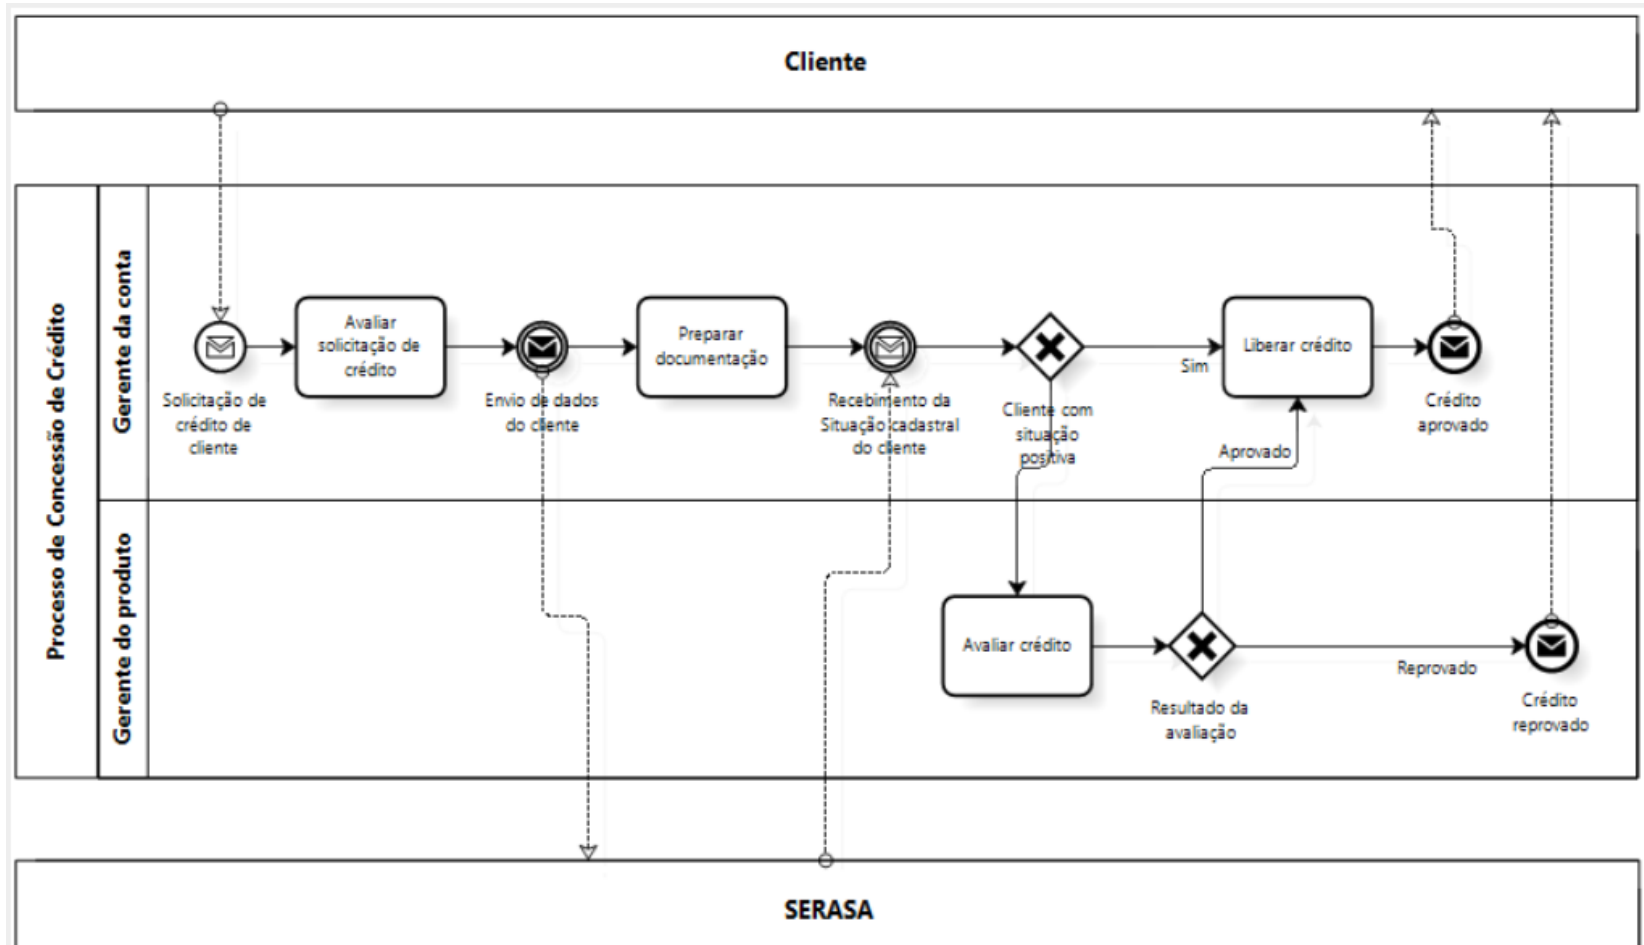 Cliente
Processo de Concessão de Crédito
Gerente da conta
Solicitação de
crédito de
cliente
Avaliar
solicitação de
crédito
Envio de dados
do cliente
Preparar
documentação
Recebimento da
Situação cadastral
do cliente
Cliente com
situação
positiva
Sim
Liberar crédito
Crédito
aprovado
Aprovado
Gerente do produto
Avaliar crédito
Resultado da
avaliação
Reprovado
Crédito
reprovado
SERASA